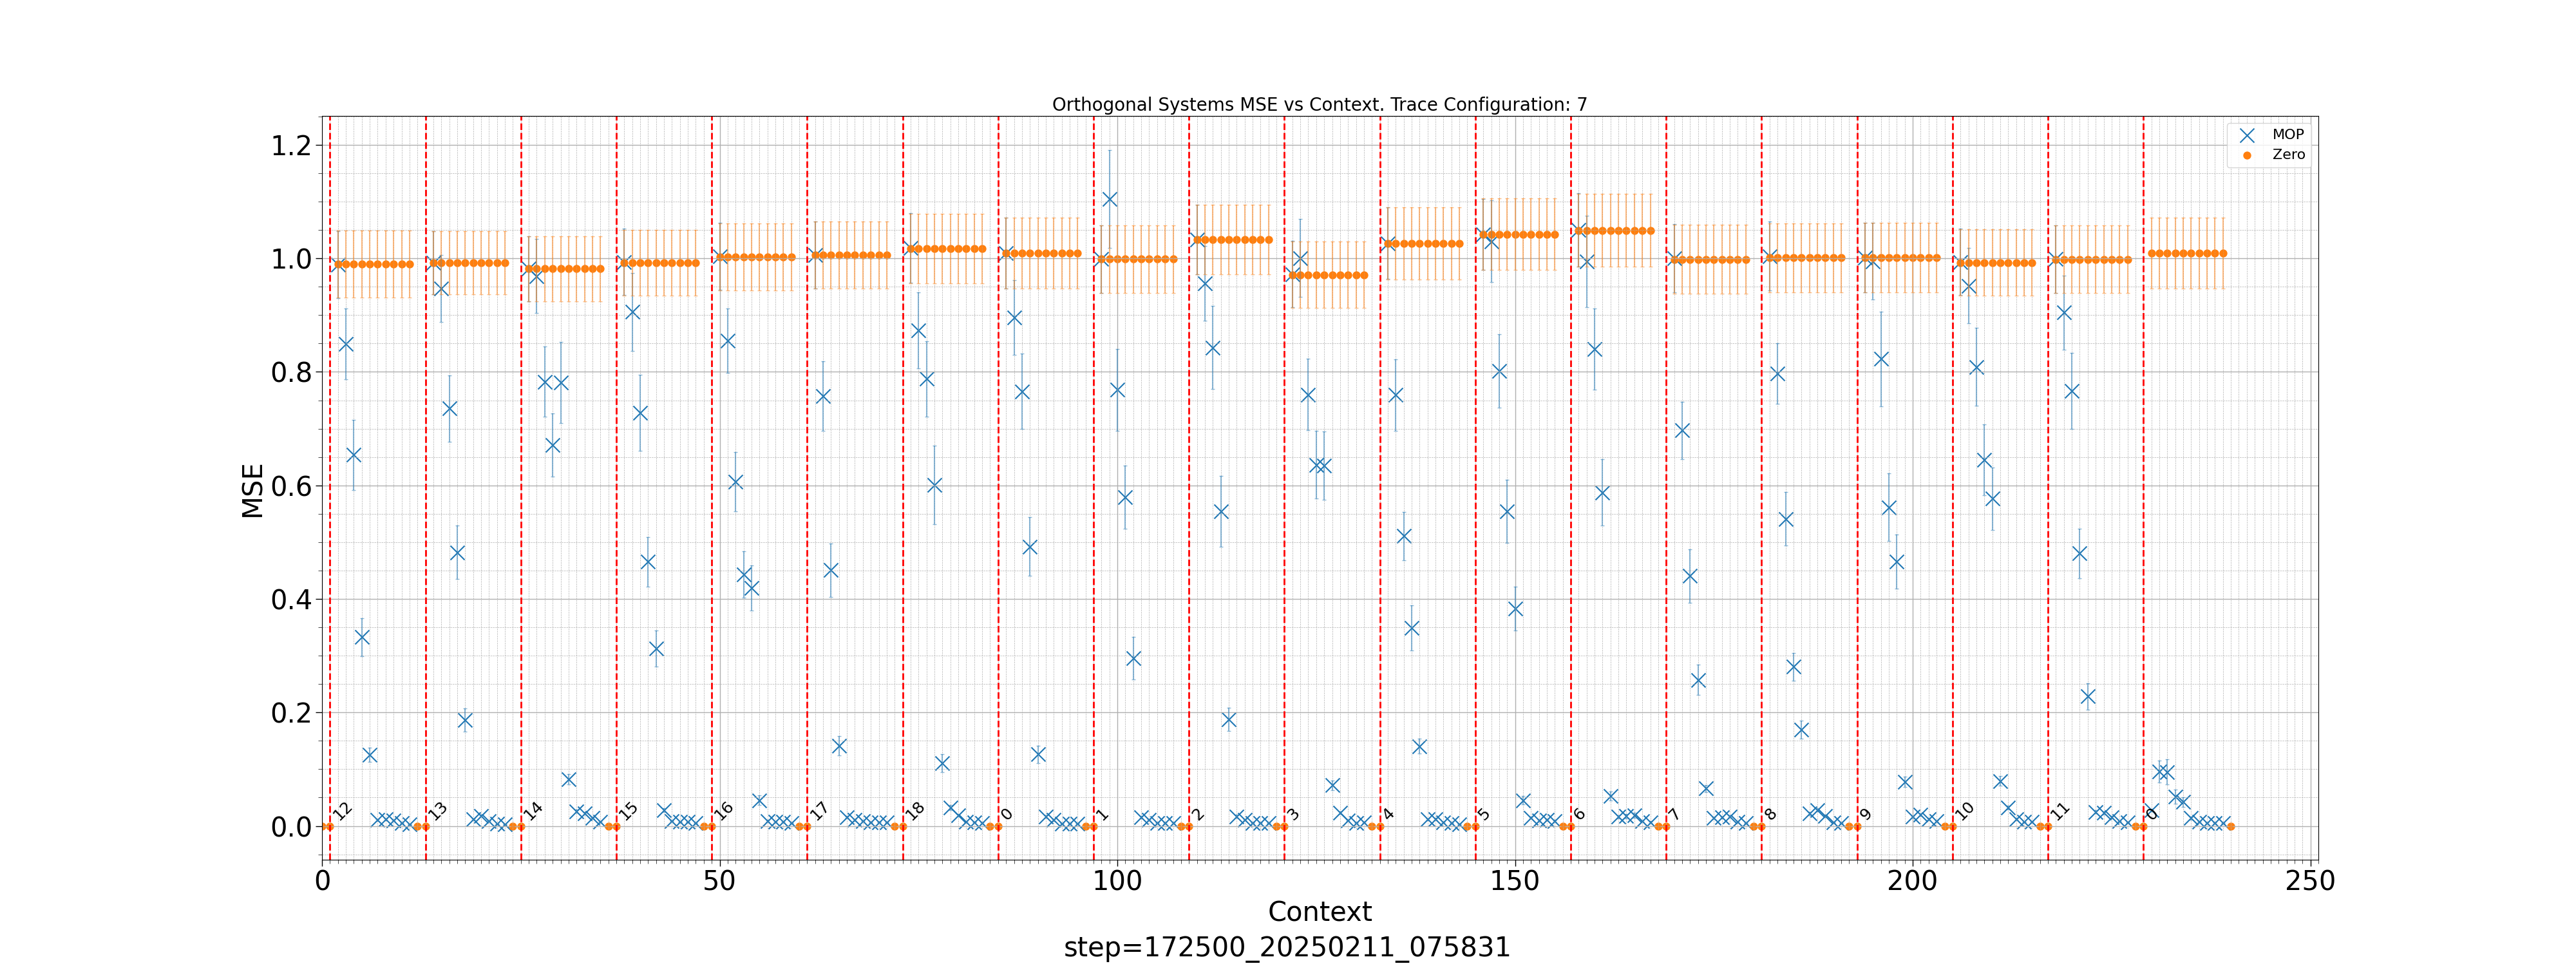 Orthogonal Systems MSE vs Context. Trace Configuration: 7
MOP
Zero
1.2
1.0
0.8
0.6
0.4
0.2
0.0
MSE
12 13 14 15 16 17 18 0 1 2 3 4 5 6 7 8 9 10 11 0
0 50 100 150 200 250
Context
step=172500_20250211_075831